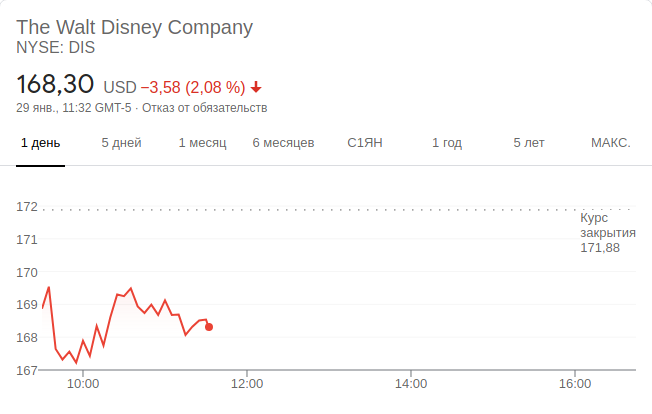 The Walt Disney Company
NYSE: DIS
168,30 USD −3,58 (2,08 %)
29 янв., 11:32 GMT-5 · Отказ от обязательств
1 день 5 дней 1 месяц 6 месяцев С1ЯН 1 год 5 лет МАКС.
172
Курс
закрытия
171,88
171
170
169
168
167
10:00 12:00 14:00 16:00